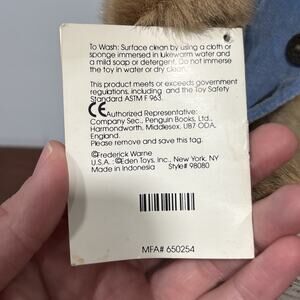 To Wash: Surface clean by using a cloth or
sponge immersed in lukewarm water and
a mild soap or detergent. Do not immerse
the toy in water or dry clean.
This product meets or exceeds government
regulations, including and the Toy Safety
Standard ASTM F 963.
CE Authorized Representative:
Company Sec., Penguin Books, Ltd.,
Harmondworth, Middlesex, UB7 ODA,
England.
Please remove and save this tag.
©Frederick Warne
U.S.A.; ©Eden Toys, Inc., New York, NY
Made in Indonesia Style# 98080
MFA# 650254